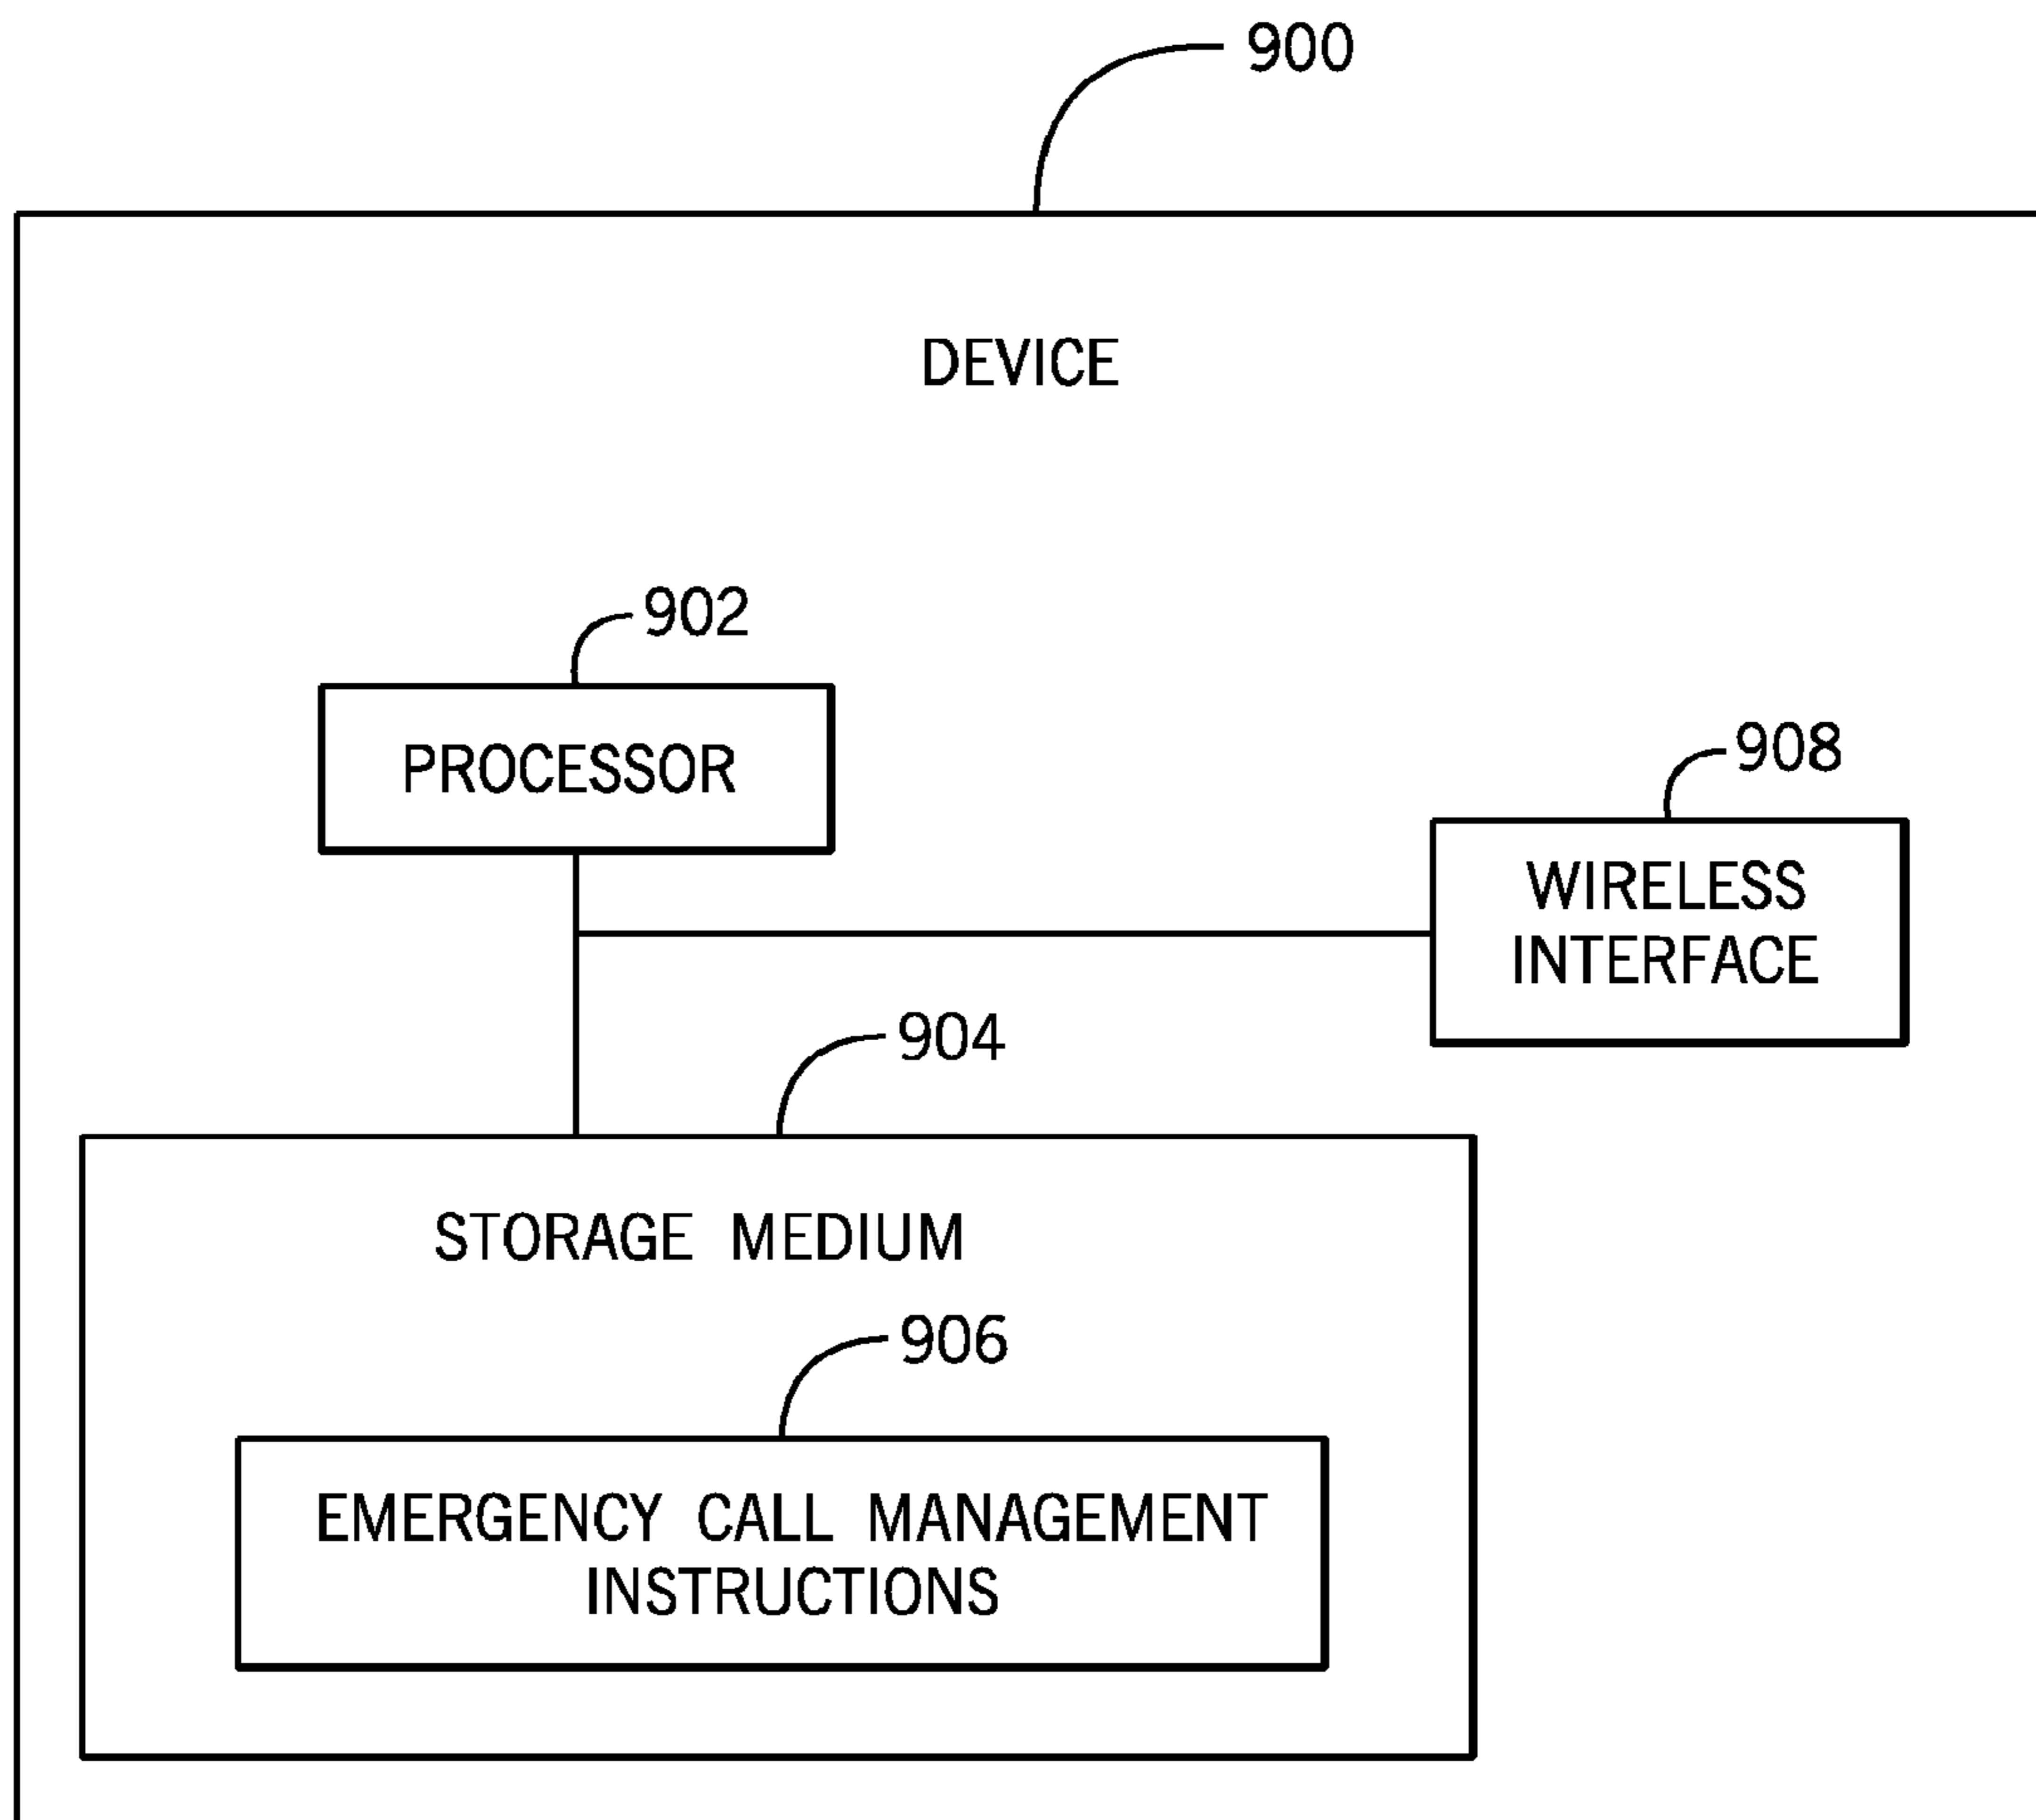 900
DEVICE
902
PROCESSOR
908
WIRELESS
INTERFACE
904
STORAGE MEDIUM
906
EMERGENCY CALL MANAGEMENT
INSTRUCTIONS